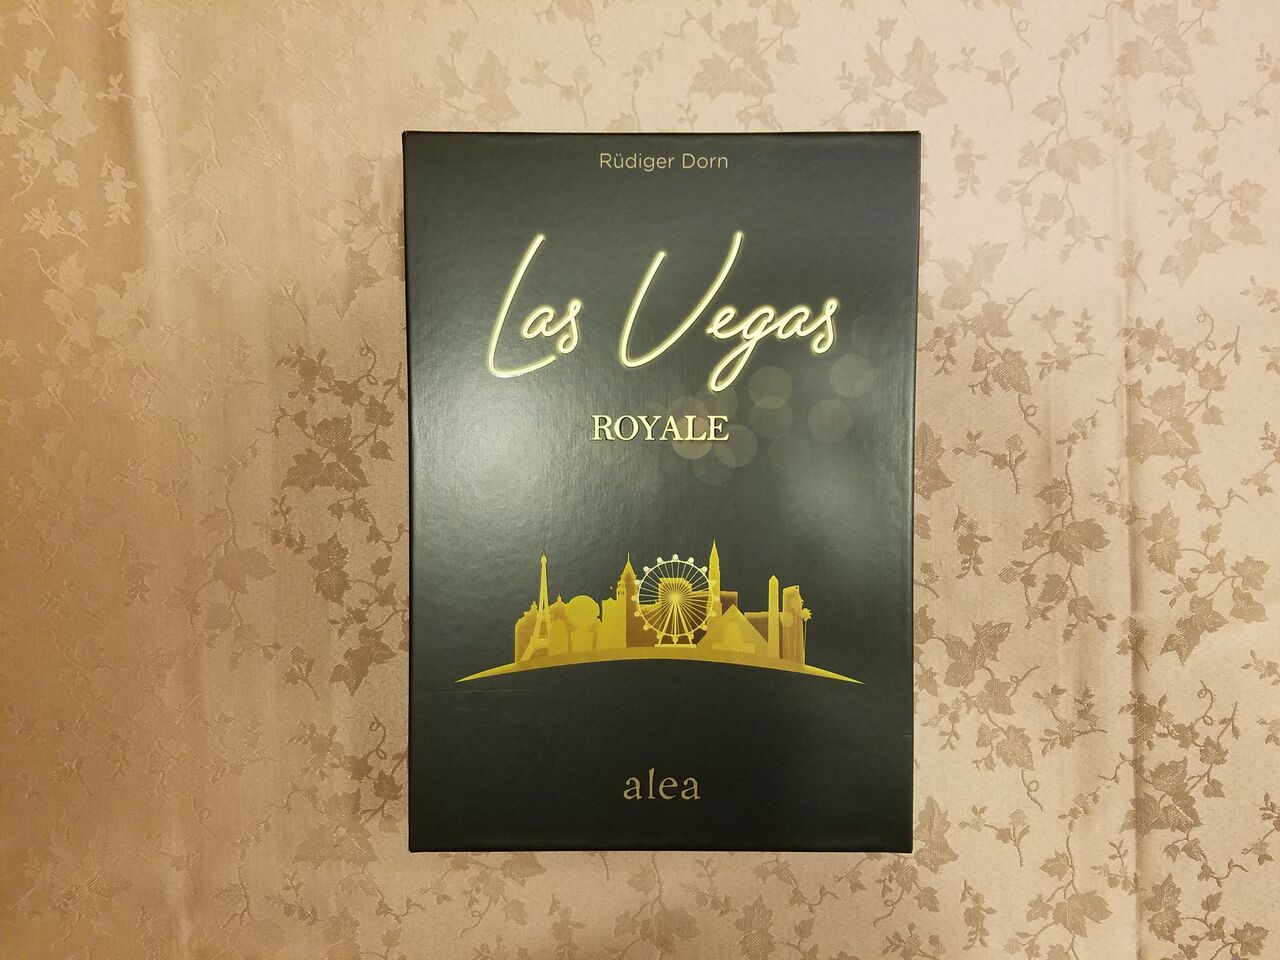 Rüdiger Dorn
Las Vegas
ROYALE
alea